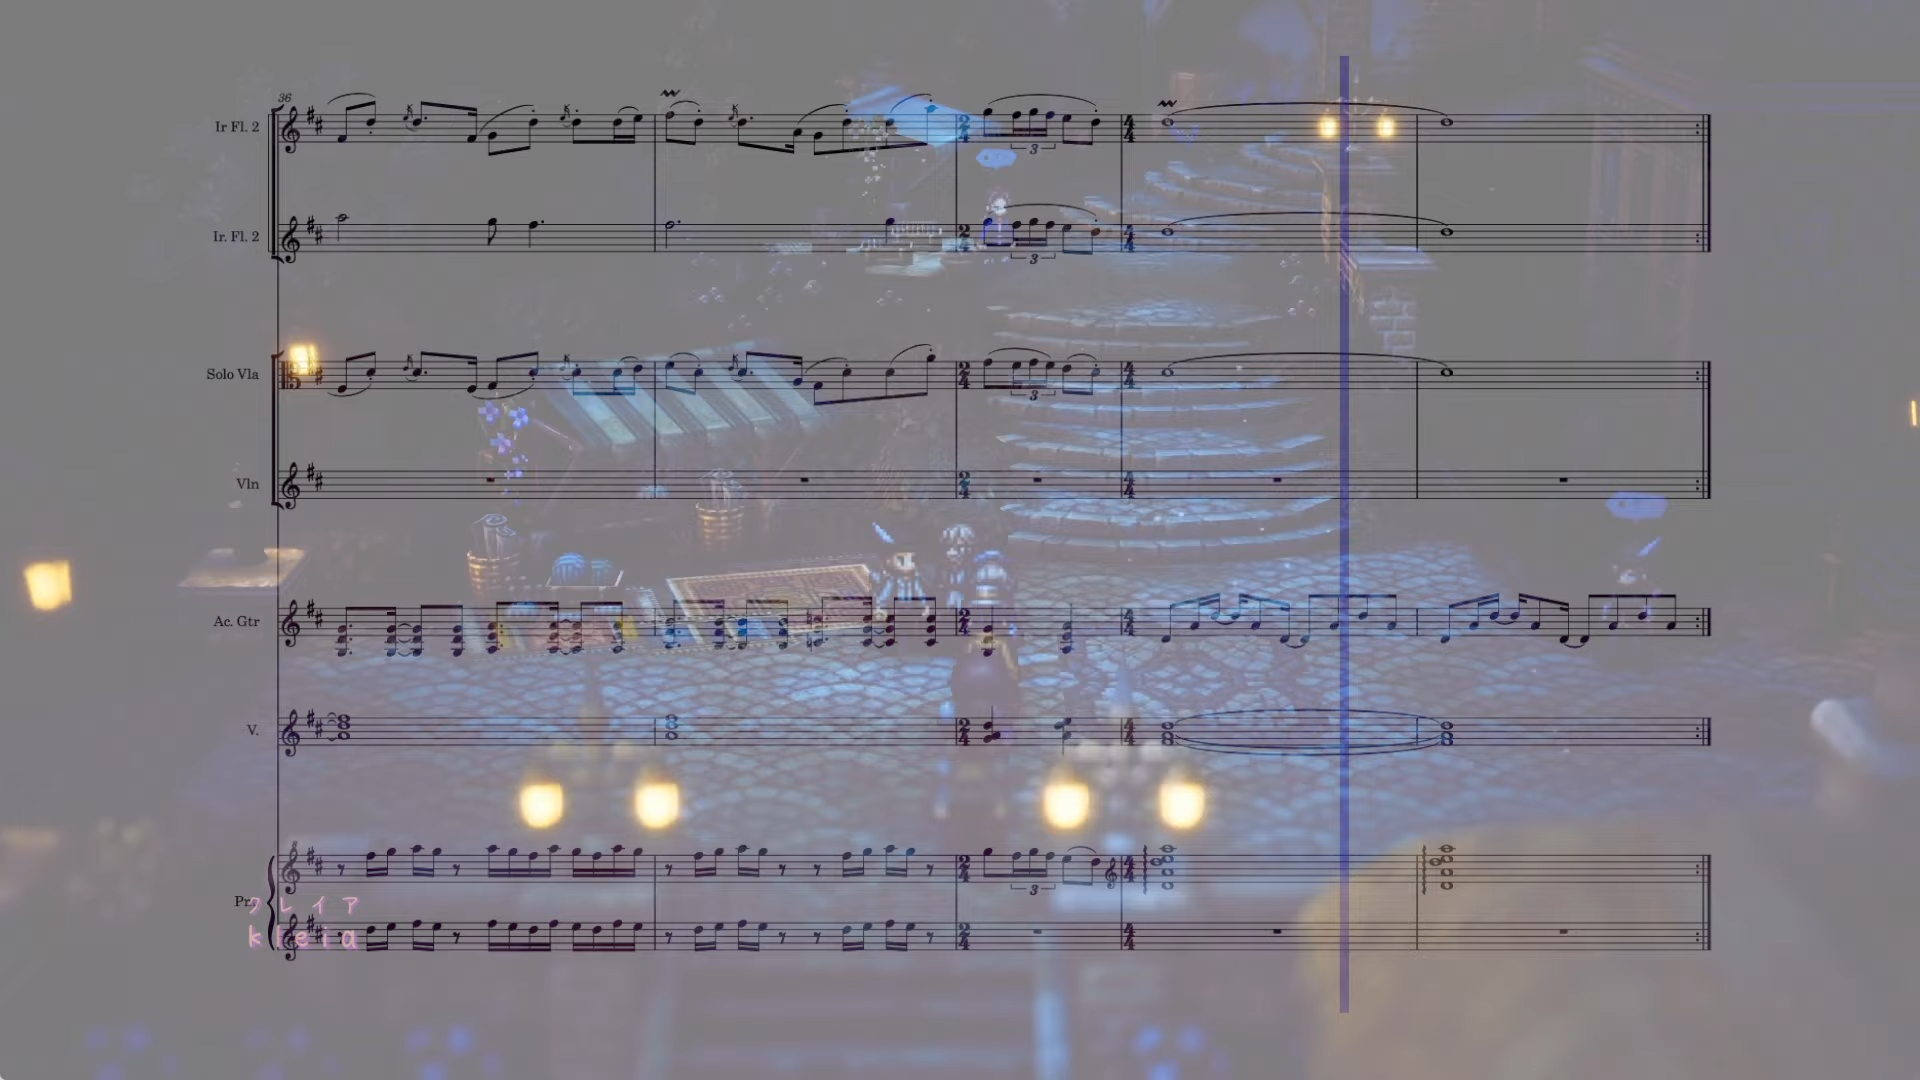 36
Ir Fl. 2
3
Ir. Fl. 2
3
Solo Vla
3
Vln
Ac. Gtr
V.
Pr.
3
クレイア
kleia